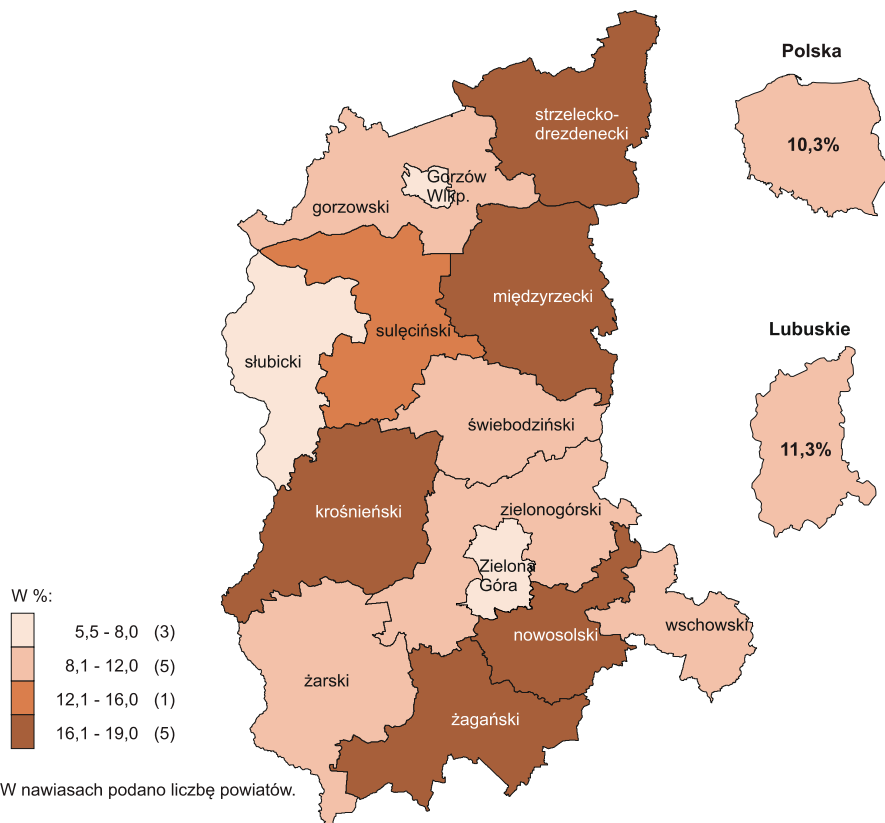 Polska
10,3%
strzelecko-
drezdenecki
Gorzów
Wlkp.
gorzowski
międzyrzecki
sulęciński
słubicki
Lubuskie
11,3%
świebodziński
krośnieński
zielonogórski
Zielona
Góra
nowosolski
wschowski
żarski
żagański
W %:
5,5 - 8,0 (3)
8,1 - 12,0 (5)
12,1 - 16,0 (1)
16,1 - 19,0 (5)
W nawiasach podano liczbę powiatów.